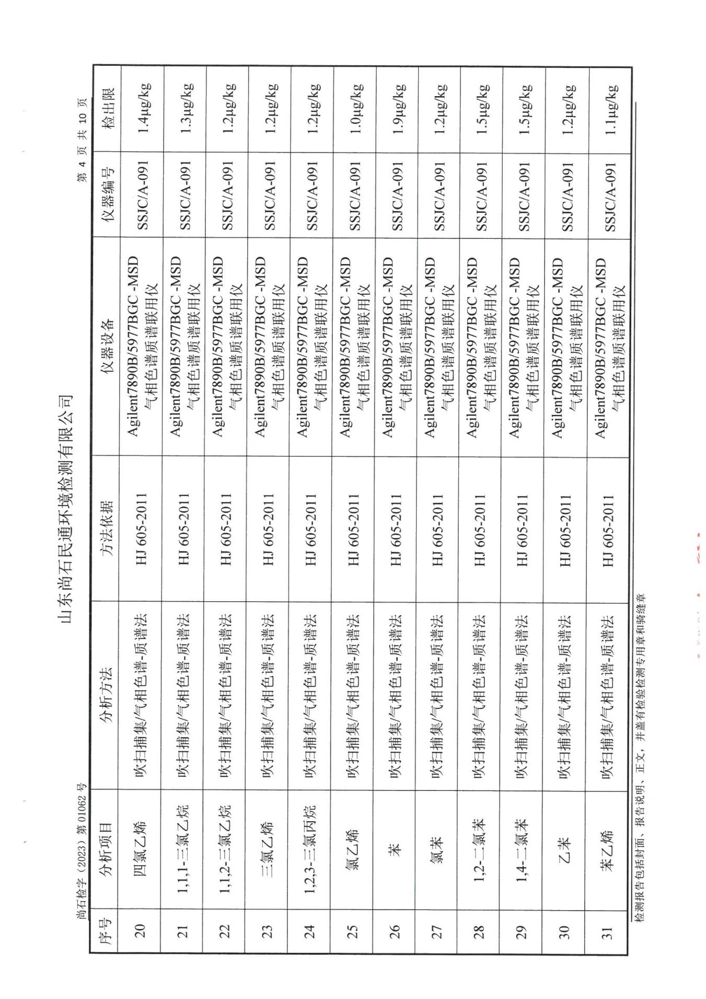 山东尚石民通环境检测有限公司
尚石检字（2023）第 01062 号 第 4 页 共 10 页
序号 分析项目 分析方法 方法依据 仪器设备 仪器编号 检出限
20 四氯乙烯 吹扫捕集/气相色谱-质谱法 HJ 605-2011 Agilent7890B/5977BGC -MSD SSJC/A-091 1.4μg/kg
气相色谱质谱联用仪
21 1,1,1-三氯乙烷 吹扫捕集/气相色谱-质谱法 HJ 605-2011 Agilent7890B/5977BGC -MSD SSJC/A-091 1.3μg/kg
气相色谱质谱联用仪
22 1,1,2-三氯乙烷 吹扫捕集/气相色谱-质谱法 HJ 605-2011 Agilent7890B/5977BGC -MSD SSJC/A-091 1.2μg/kg
气相色谱质谱联用仪
23 三氯乙烯 吹扫捕集/气相色谱-质谱法 HJ 605-2011 Agilent7890B/5977BGC -MSD SSJC/A-091 1.2μg/kg
气相色谱质谱联用仪
24 1,2,3-三氯丙烷 吹扫捕集/气相色谱-质谱法 HJ 605-2011 Agilent7890B/5977BGC -MSD SSJC/A-091 1.2μg/kg
气相色谱质谱联用仪
25 氯乙烯 吹扫捕集/气相色谱-质谱法 HJ 605-2011 Agilent7890B/5977BGC -MSD SSJC/A-091 1.0μg/kg
气相色谱质谱联用仪
26 苯 吹扫捕集/气相色谱-质谱法 HJ 605-2011 Agilent7890B/5977BGC -MSD SSJC/A-091 1.9μg/kg
气相色谱质谱联用仪
27 氯苯 吹扫捕集/气相色谱-质谱法 HJ 605-2011 Agilent7890B/5977BGC -MSD SSJC/A-091 1.2μg/kg
气相色谱质谱联用仪
28 1,2-二氯苯 吹扫捕集/气相色谱-质谱法 HJ 605-2011 Agilent7890B/5977BGC -MSD SSJC/A-091 1.5μg/kg
气相色谱质谱联用仪
29 1,4-二氯苯 吹扫捕集/气相色谱-质谱法 HJ 605-2011 Agilent7890B/5977BGC -MSD SSJC/A-091 1.5μg/kg
气相色谱质谱联用仪
30 乙苯 吹扫捕集/气相色谱-质谱法 HJ 605-2011 Agilent7890B/5977BGC -MSD SSJC/A-091 1.2μg/kg
气相色谱质谱联用仪
31 苯乙烯 吹扫捕集/气相色谱-质谱法 HJ 605-2011 Agilent7890B/5977BGC -MSD SSJC/A-091 1.1μg/kg
气相色谱质谱联用仪
检测报告包括封面、报告说明、正文，并盖有检验检测专用章和骑缝章